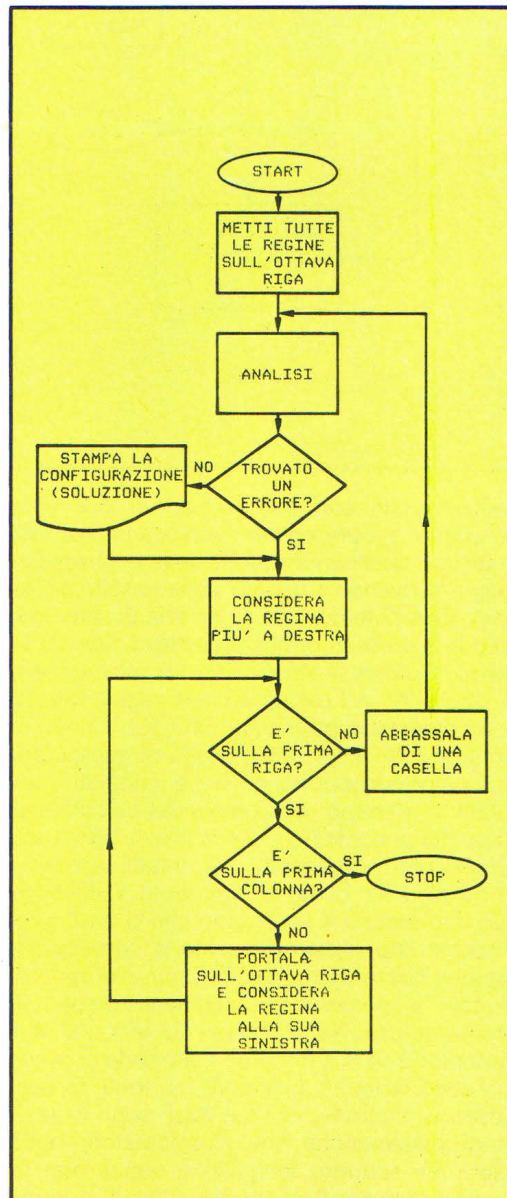 START
METTI TUTTE
LE REGINE
SULL'OTTAVA
RIGA
ANALISI
TROVATO
UN
ERRORE?
NO
STAMPA LA
CONFIGURAZIONE
(SOLUZIONE)
SI
CONSIDERA
LA REGINA
PIU' A DESTRA
E'
SULLA PRIMA
RIGA?
NO
ABBASSALA
DI UNA
CASELLA
SI
E'
SULLA PRIMA
COLONNA?
SI
STOP
NO
PORTALA
SULL'OTTAVA RIGA
E CONSIDERA
LA REGINA
ALLA SUA
SINISTRA